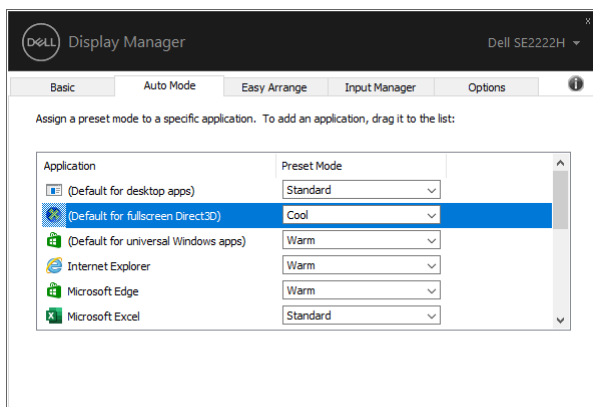 DELL Display Manager Dell SE2222H
x
Basic Auto Mode Easy Arrange Input Manager Options i
Assign a preset mode to a specific application. To add an application, drag it to the list:
Application Preset Mode
(Default for desktop apps) Standard
(Default for fullscreen Direct3D) Cool
(Default for universal Windows apps) Warm
Internet Explorer Warm
Microsoft Edge Warm
Microsoft Excel Standard